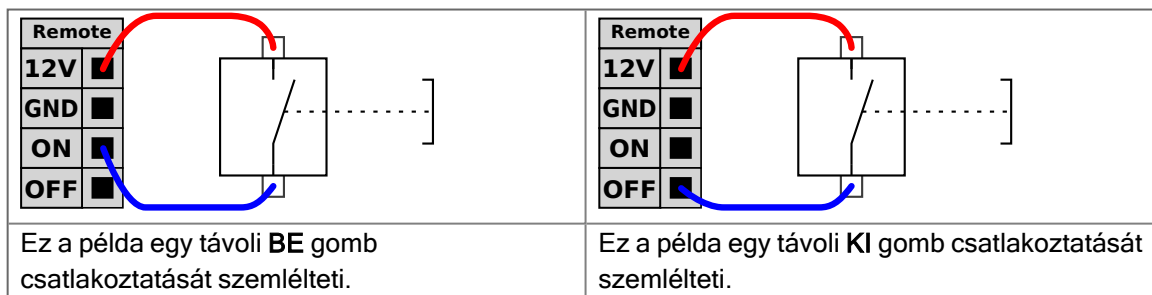 Remote
12V
GND
ON
OFF
Ez a példa egy távoli BE gomb
csatlakoztatását szemlélteti.
Remote
12V
GND
ON
OFF
Ez a példa egy távoli KI gomb csatlakoztatását
szemlélteti.